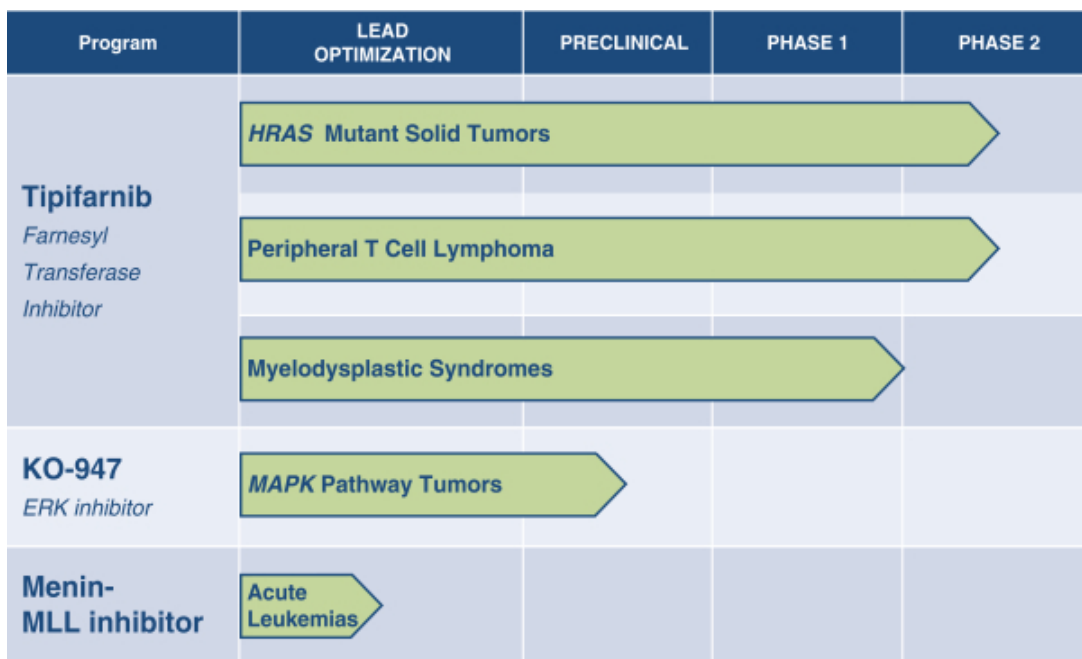 Program
LEAD
OPTIMIZATION
PRECLINICAL
PHASE 1
PHASE 2
Tipifarnib
Farnesyl
Transferase
Inhibitor
HRAS Mutant Solid Tumors
Peripheral T Cell Lymphoma
Myelodysplastic Syndromes
KO-947
ERK inhibitor
MAPK Pathway Tumors
Menin-
MLL inhibitor
Acute
Leukemias